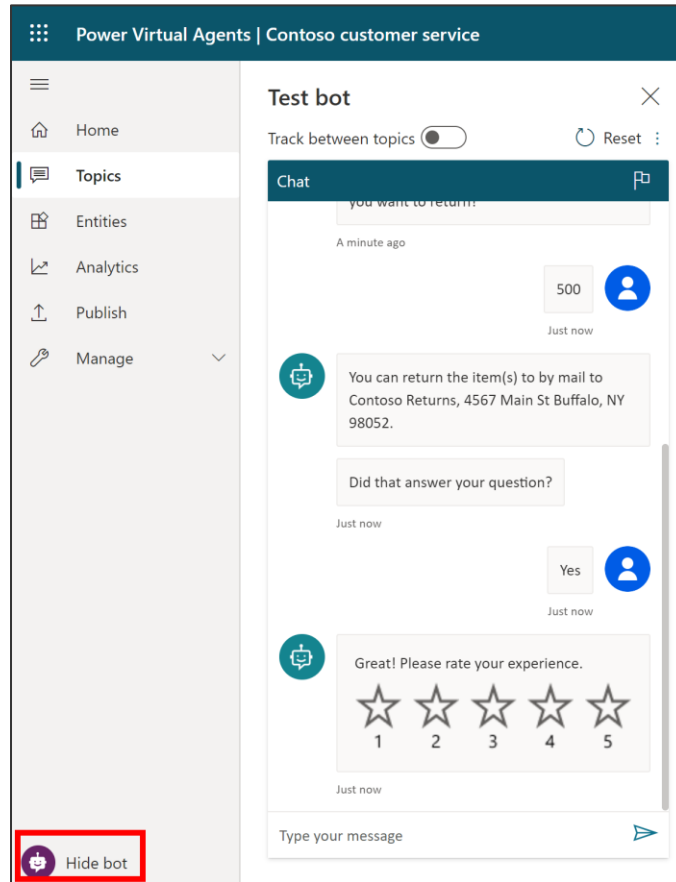 Power Virtual Agents | Contoso customer service
Home
Topics
Entities
Analytics
Publish
Manage
Hide bot
Test bot
Track between topics
Reset
Chat
you want to return?
A minute ago
500
Just now
You can return the item(s) to by mail to
Contoso Returns, 4567 Main St Buffalo, NY
98052.
Did that answer your question?
Just now
Yes
Just now
Great! Please rate your experience.
1 2 3 4 5
Just now
Type your message